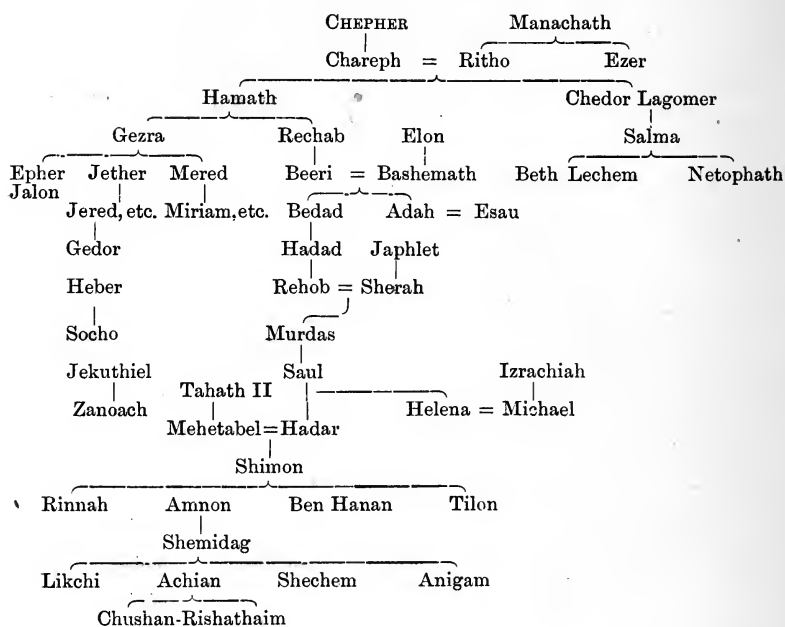 CHEPHER Manachath
Chareph = Ritho Ezer
Hamath Chedor Lagomer
Gezra Rechab Elon Salma
Epher Jether Mered Beeri = Bashemath Beth Lechem Netophath
Jalon
Jered, etc. Miriam, etc. Bedad Adah = Esau
Gedor Hadad Japhlet
Heber Rehob = Sherah
Socho Murdas
Jekuthiel Saul Izrachiah
Tahath II
Zanoach Helena = Michael
Mehetabel=Hadar
Shimon
Rinnah Amnon Ben Hanan Tilon
Shemidag
Likchi Achian Shechem Anigam
Chushan-Rishathaim